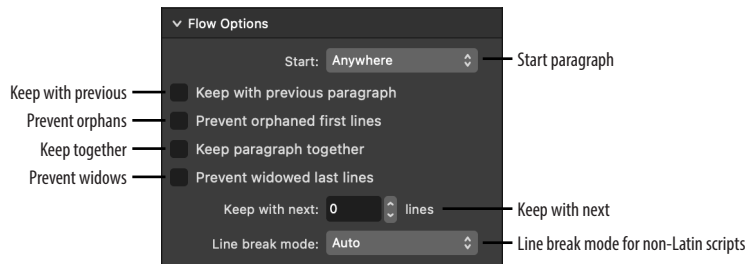 Flow Options
Start: Anywhere Start paragraph
Keep with previous Keep with previous paragraph
Prevent orphans Prevent orphaned first lines
Keep together Keep paragraph together
Prevent widows Prevent widowed last lines
Keep with next: 0 lines Keep with next
Line break mode: Auto Line break mode for non-Latin scripts